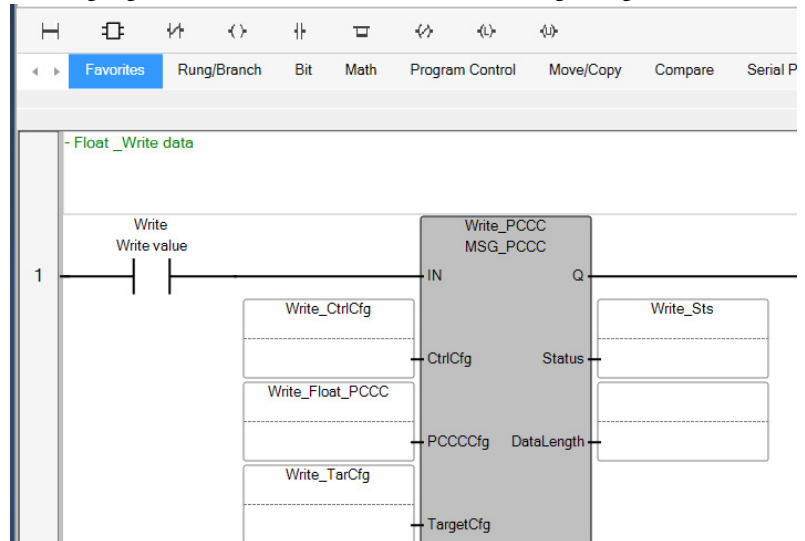 Favorites Rung/Branch Bit Math Program Control Move/Copy Compare Serial P
- Float _Write data
Write
Write value
Write_PCCC
MSG_PCCC
1
IN Q
Write_CtrlCfg
Write_Sts
CtrlCfg Status
Write_Float_PCCC
PCCCCfg DataLength
Write_TarCfg
TargetCfg